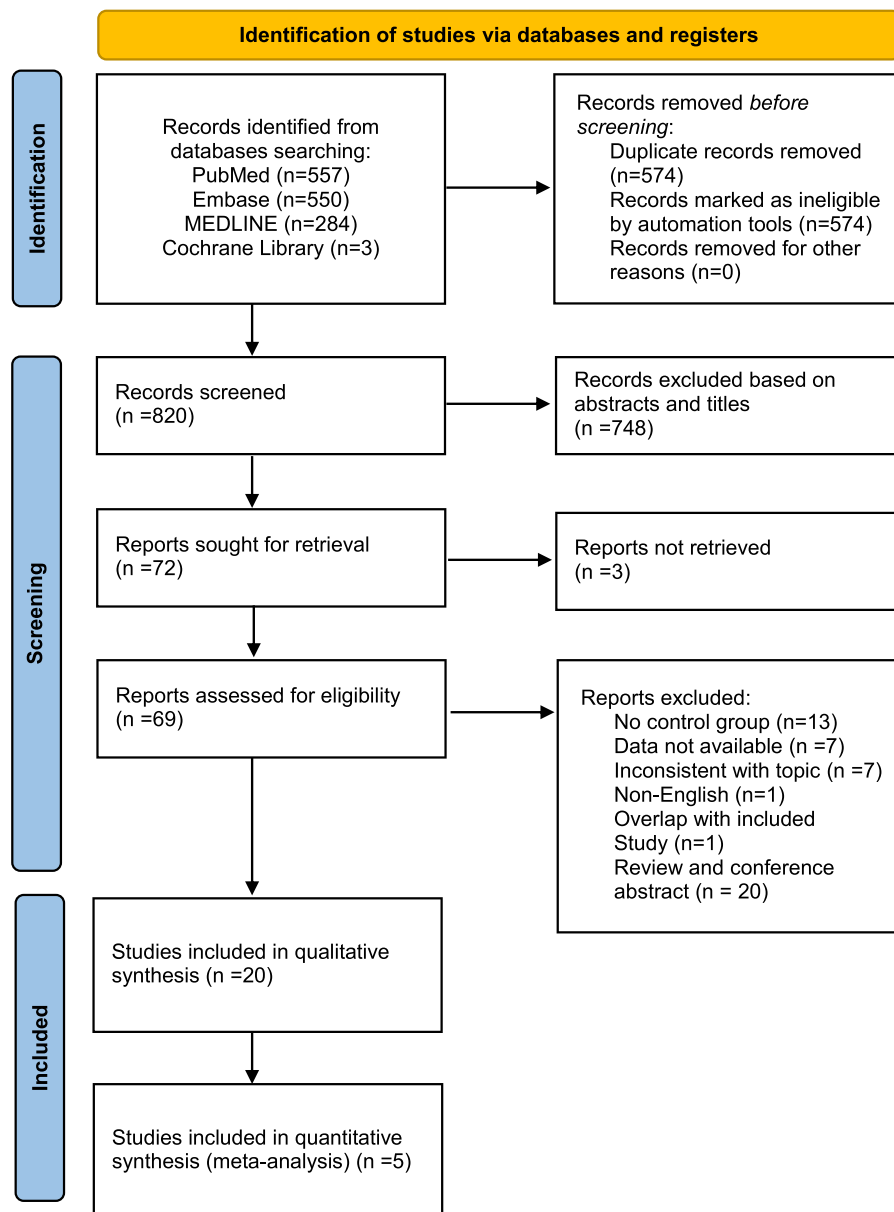 Identification of studies via databases and registers
Identification
Records identified from
databases searching:
PubMed (n=557)
Embase (n=550)
MEDLINE (n=284)
Cochrane Library (n=3)
Records removed before
screening:
Duplicate records removed
(n=574)
Records marked as ineligible
by automation tools (n=574)
Records removed for other
reasons (n=0)
Screening
Records screened
(n =820)
Records excluded based on
abstracts and titles
(n =748)
Reports sought for retrieval
(n =72)
Reports not retrieved
(n =3)
Reports assessed for eligibility
(n =69)
Reports excluded:
No control group (n=13)
Data not available (n =7)
Inconsistent with topic (n =7)
Non-English (n=1)
Overlap with included
Study (n=1)
Review and conference
abstract (n = 20)
Included
Studies included in qualitative
synthesis (n =20)
Studies included in quantitative
synthesis (meta-analysis) (n =5)